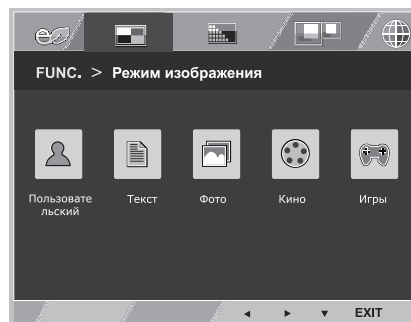 FUNC. > Режим изображения
Пользовате
льский
Текст
Фото
Кино
Игры
EXIT